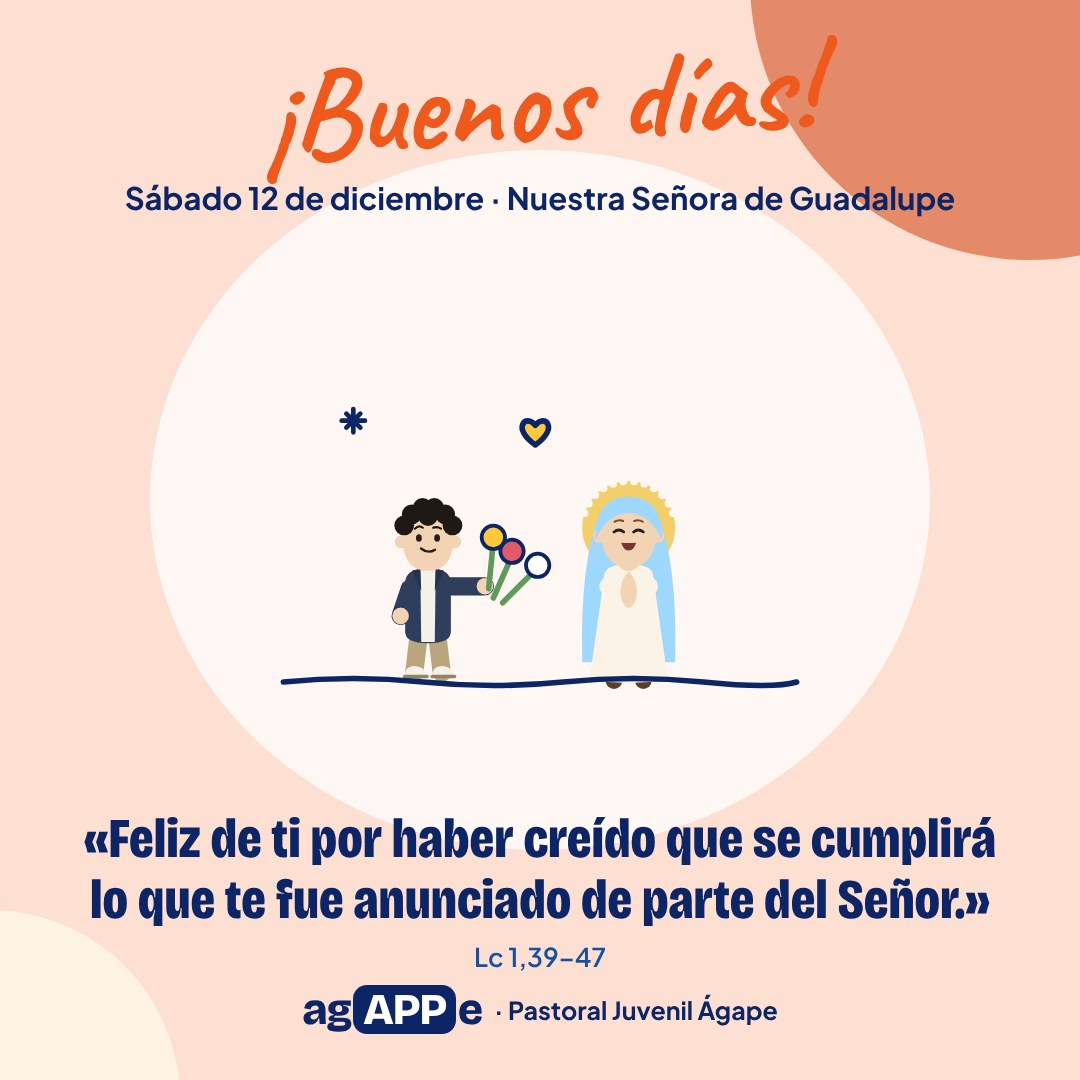 ¡Buenos días!
Sábado 12 de diciembre · Nuestra Señora de Guadalupe
«Feliz de ti por haber creído que se cumplirá
lo que te fue anunciado de parte del Señor.»
Lc 1,39–47
agAPPe · Pastoral Juvenil Ágape